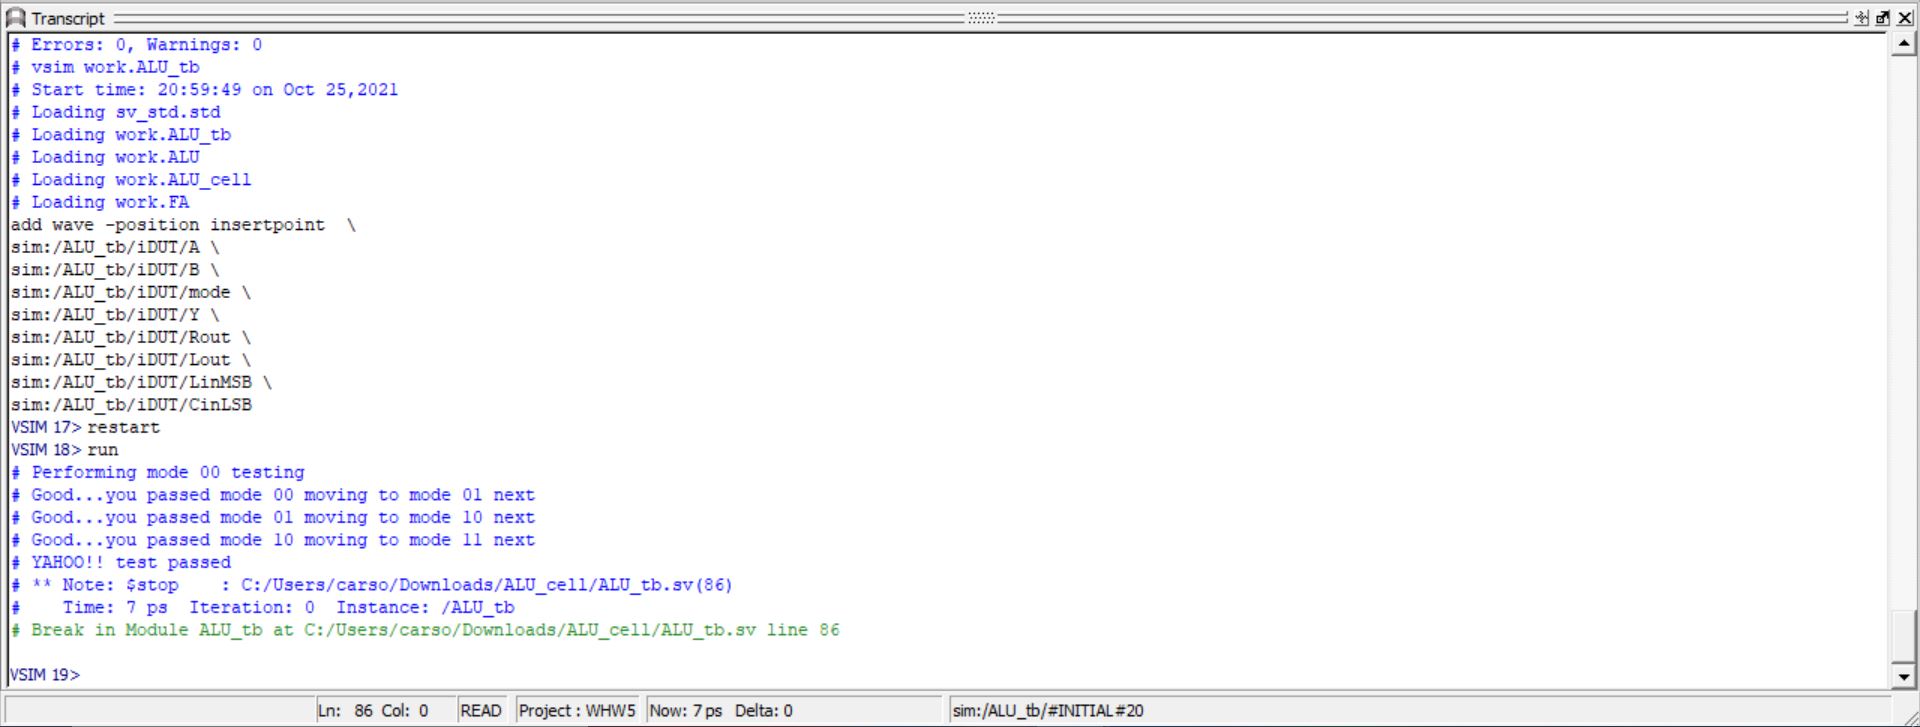 Transcript
# Errors: 0, Warnings: 0
# vsim work.ALU_tb
# Start time: 20:59:49 on Oct 25,2021
# Loading sv_std.std
# Loading work.ALU_tb
# Loading work.ALU
# Loading work.ALU_cell
# Loading work.FA
add wave -position insertpoint  \
sim:/ALU_tb/iDUT/A \
sim:/ALU_tb/iDUT/B \
sim:/ALU_tb/iDUT/mode \
sim:/ALU_tb/iDUT/Y \
sim:/ALU_tb/iDUT/Rout \
sim:/ALU_tb/iDUT/Lout \
sim:/ALU_tb/iDUT/LinMSB \
sim:/ALU_tb/iDUT/CinLSB
VSIM 17> restart
VSIM 18> run
# Performing mode 00 testing
# Good...you passed mode 00 moving to mode 01 next
# Good...you passed mode 01 moving to mode 10 next
# Good...you passed mode 10 moving to mode 11 next
# YAHOO!! test passed
# ** Note: $stop    : C:/Users/carso/Downloads/ALU_cell/ALU_tb.sv(86)
#    Time: 7 ps  Iteration: 0  Instance: /ALU_tb
# Break in Module ALU_tb at C:/Users/carso/Downloads/ALU_cell/ALU_tb.sv line 86
VSIM 19>
Ln: 86 Col: 0 READ Project : WHW5 Now: 7 ps Delta: 0 sim:/ALU_tb/#INITIAL#20